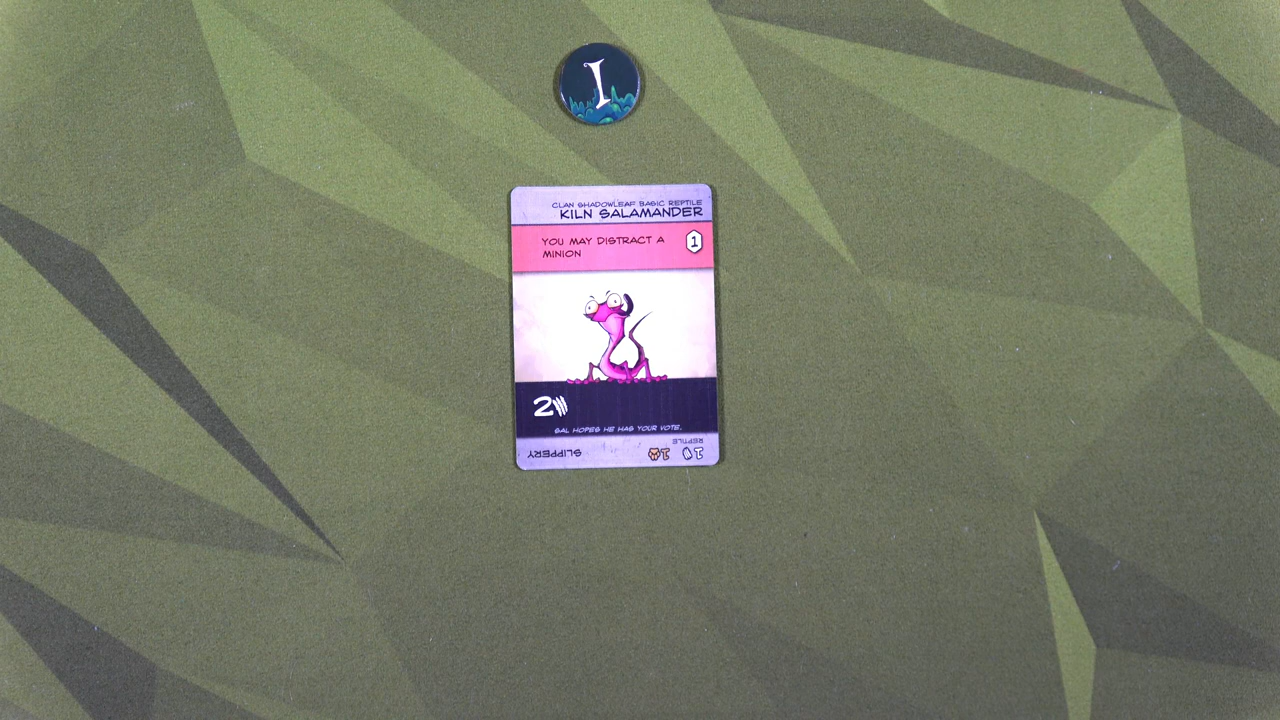 I
CLAN SHADOWLEAF BASIC REPTILE
KILN SALAMANDER
YOU MAY DISTRACT A
MINION
1
2
SAL HOPES HE HAS YOUR VOTE.
REPTILE
SLIPPERY
1 1